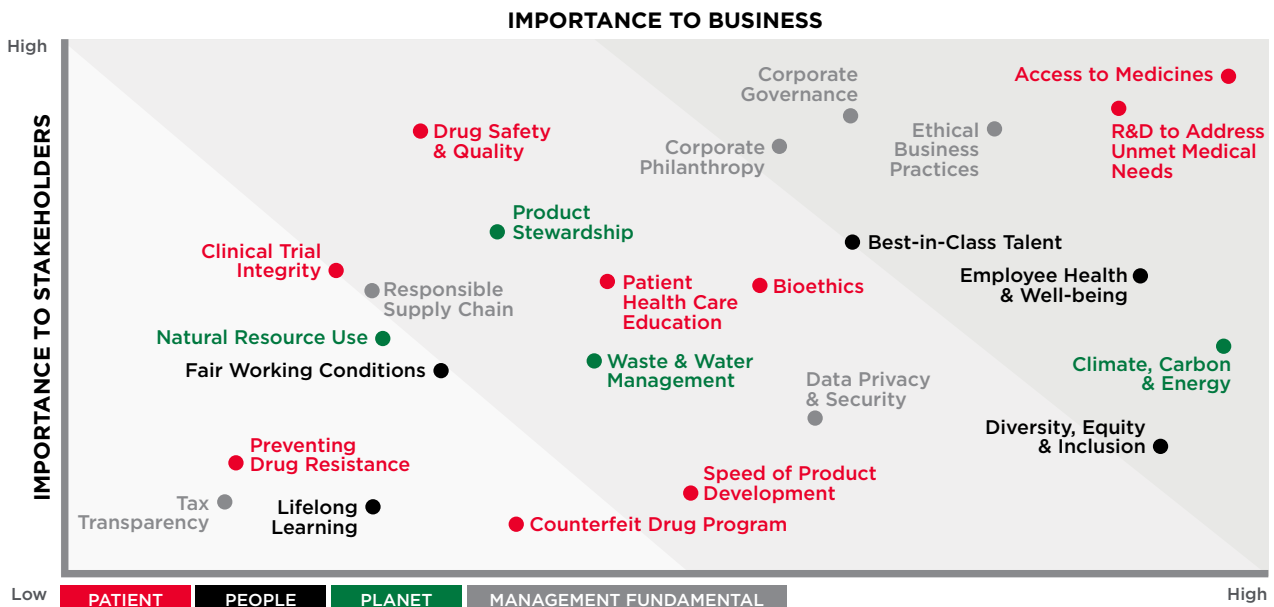 IMPORTANCE TO BUSINESS
High
IMPORTANCE TO STAKEHOLDERS
Access to Medicines
Corporate
Governance
R&D to Address
Unmet Medical
Needs
Ethical
Business
Practices
Drug Safety
& Quality
Corporate
Philanthropy
Product
Stewardship
Best-in-Class Talent
Clinical Trial
Integrity
Employee Health
& Well-being
Responsible
Supply Chain
Patient
Health Care
Education
Bioethics
Natural Resource Use
Climate, Carbon
& Energy
Fair Working Conditions
Waste & Water
Management
Data Privacy
& Security
Diversity, Equity
& Inclusion
Preventing
Drug Resistance
Speed of Product
Development
Tax
Transparency
Lifelong
Learning
Counterfeit Drug Program
Low
PATIENT
PEOPLE
PLANET
MANAGEMENT FUNDAMENTAL
High